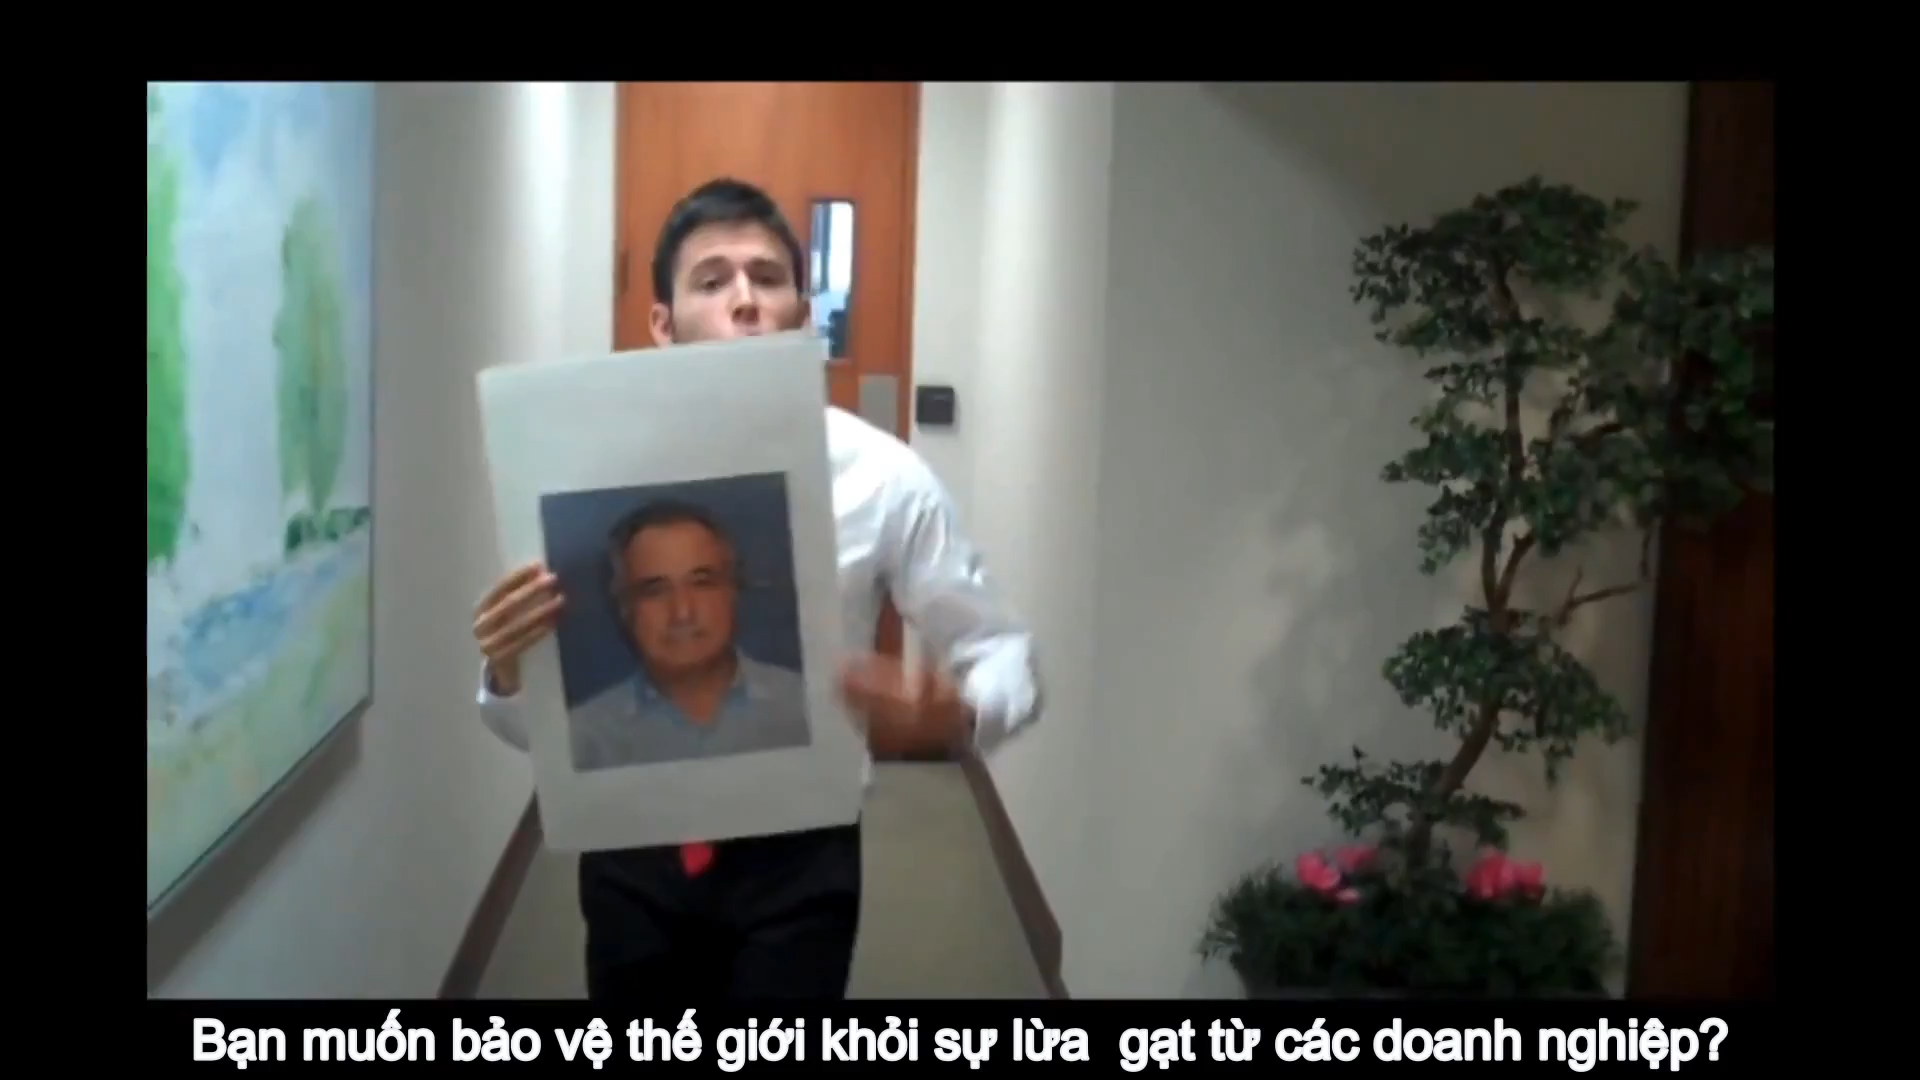 Bạn muốn bảo vệ thế giới khỏi sự lừa  gạt từ các doanh nghiệp?